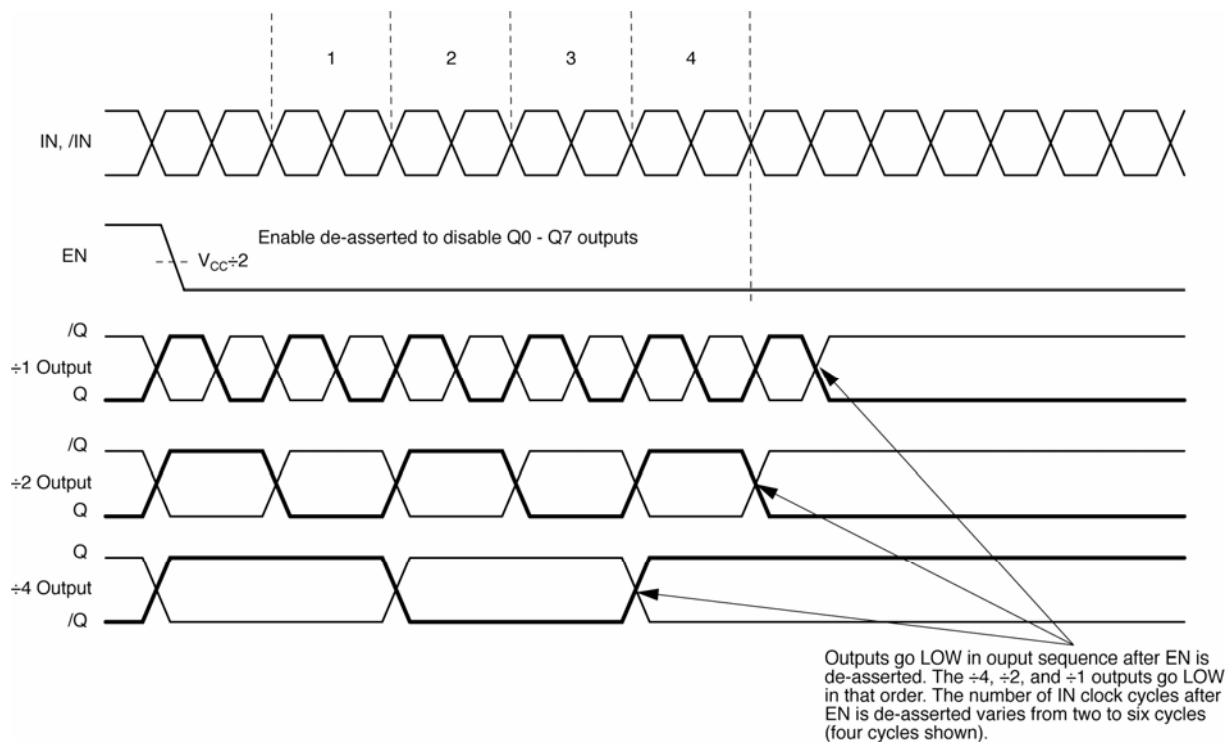 1 2 3 4
IN, /IN
EN
Enable de-asserted to disable Q0 - Q7 outputs
VCC÷2
/Q
÷1 Output
Q
/Q
÷2 Output
Q
Q
÷4 Output
/Q
Outputs go LOW in ouput sequence after EN is
de-asserted. The ÷4, ÷2, and ÷1 outputs go LOW
in that order. The number of IN clock cycles after
EN is de-asserted varies from two to six cycles
(four cycles shown).